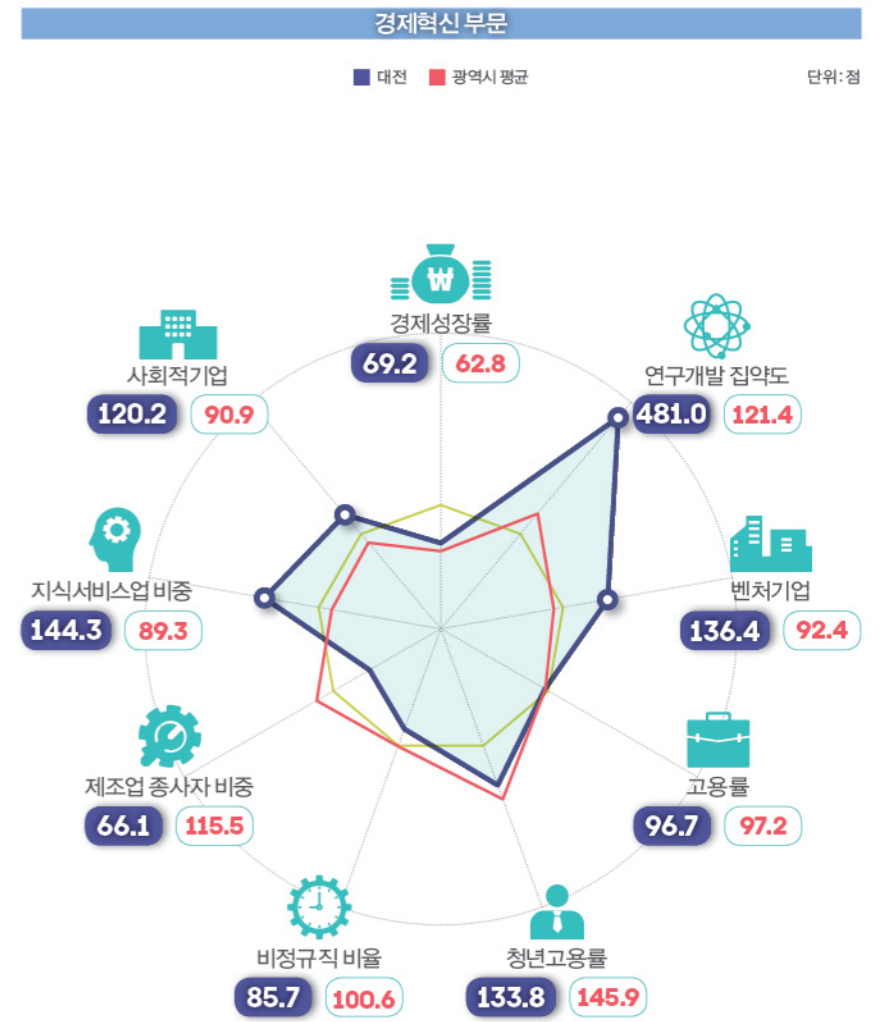 경제혁신 부문
대전 광역시 평균 단위:점
경제성장률
69.2 62.8
사회적기업
120.2 90.9
연구개발 집약도
481.0 121.4
지식서비스업 비중
144.3 89.3
벤처기업
136.4 92.4
제조업 종사자 비중
66.1 115.5
고용률
96.7 97.2
비정규직 비율
85.7 100.6
청년고용률
133.8 145.9